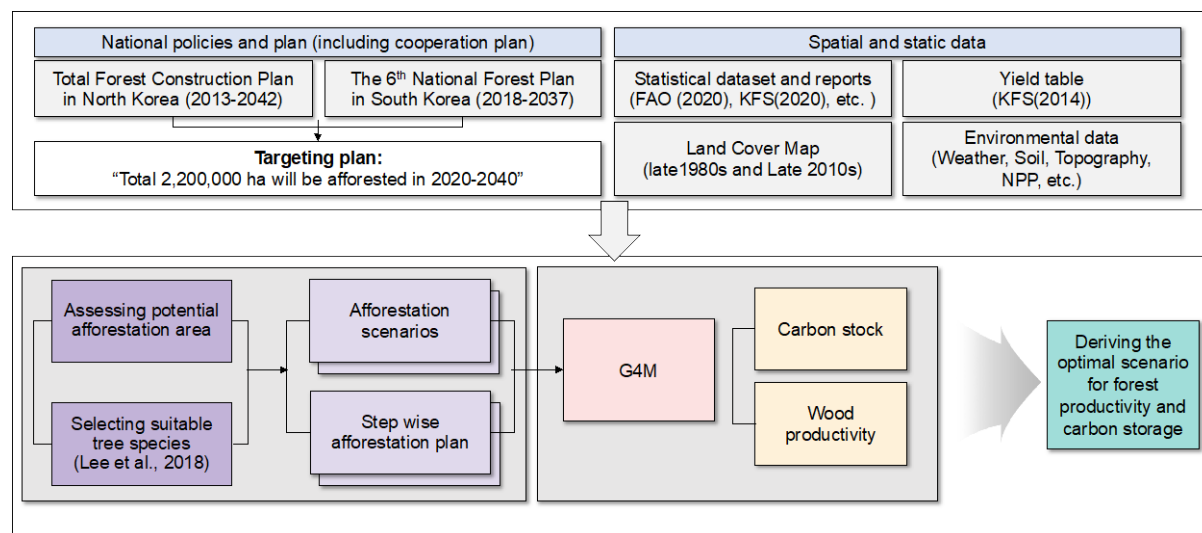 National policies and plan (including cooperation plan)
Total Forest Construction Plan
in North Korea (2013-2042)
The 6th National Forest Plan
in South Korea (2018-2037)
Targeting plan:
“Total 2,200,000 ha will be afforested in 2020-2040”
Spatial and static data
Statistical dataset and reports
(FAO (2020), KFS(2020), etc. )
Yield table
(KFS(2014))
Land Cover Map
(late1980s and Late 2010s)
Environmental data
(Weather, Soil, Topography,
NPP, etc.)
Assessing potential
afforestation area
Selecting suitable
tree species
(Lee et al., 2018)
Afforestation
scenarios
Step wise
afforestation plan
G4M
Carbon stock
Wood
productivity
Deriving the
optimal scenario
for forest
productivity and
carbon storage